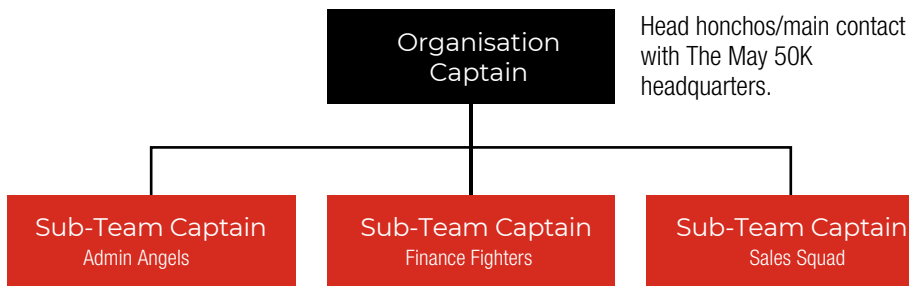 Organisation
Captain
Head honchos/main contact
with The May 50K
headquarters.
Sub-Team Captain
Admin Angels
Sub-Team Captain
Finance Fighters
Sub-Team Captain
Sales Squad